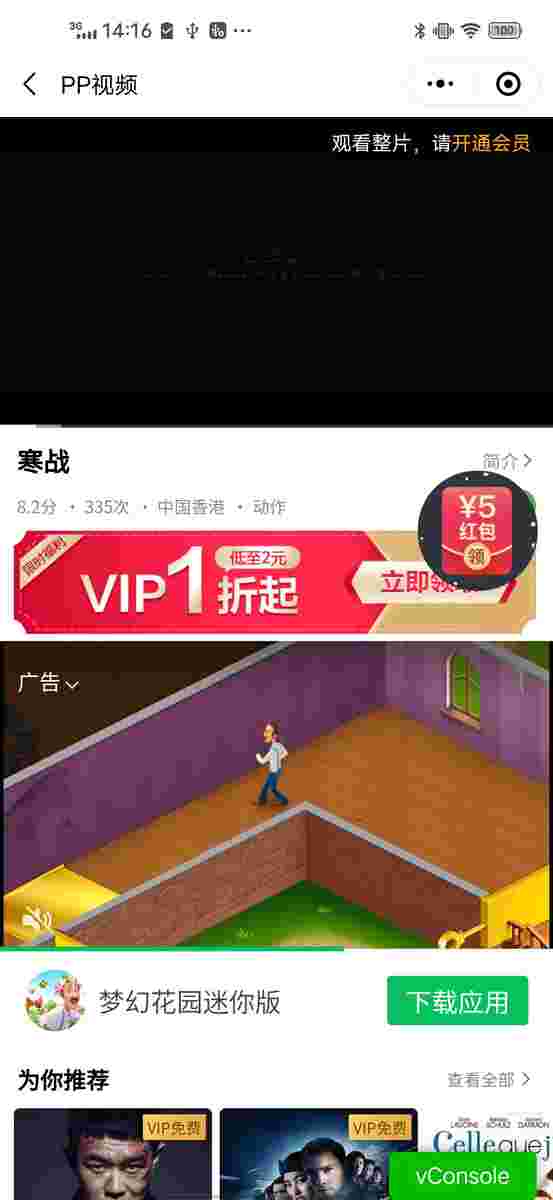 3G 14:16 100
PP视频
观看整片，请开通会员
寒战
简介
8.2分 · 335次 · 中国香港 · 动作
¥5
红包
领
限时福利
VIP1折起
低至2元
立即领
广告
梦幻花园迷你版
下载应用
为你推荐
查看全部
VIP免费
VIP免费
vConsole